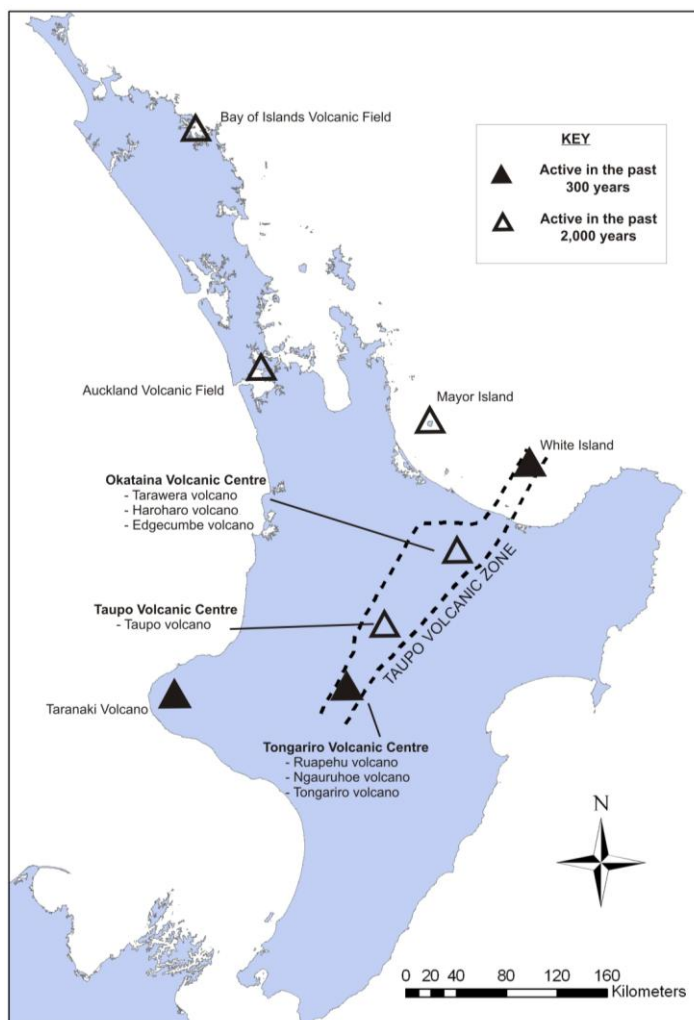 Bay of Islands Volcanic Field
KEY
Active in the past
300 years
Active in the past
2,000 years
Auckland Volcanic Field
Mayor Island
White Island
Okataina Volcanic Centre
- Tarawera volcano
- Haroharo volcano
- Edgecumbe volcano
TAUPO VOLCANIC ZONE
Taupo Volcanic Centre
- Taupo volcano
Taranaki Volcano
Tongariro Volcanic Centre
- Ruapehu volcano
- Ngauruhoe volcano
- Tongariro volcano
N
0 20 40 80 120 160
Kilometers